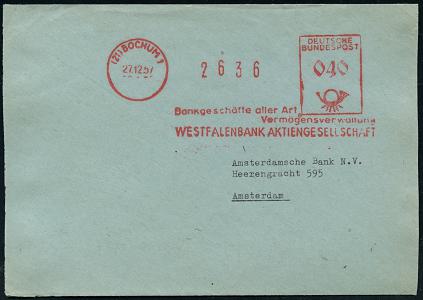 (21) BOCHUM 1
27.12.57
2636
DEUTSCHE
BUNDESPOST
040
Bankgeschäfte aller Art
Vermögensverwaltung
WESTFALENBANK AKTIENGESELLSCHAFT
Amsterdamsche Bank N.V.
Heerengracht 595
Amsterdam